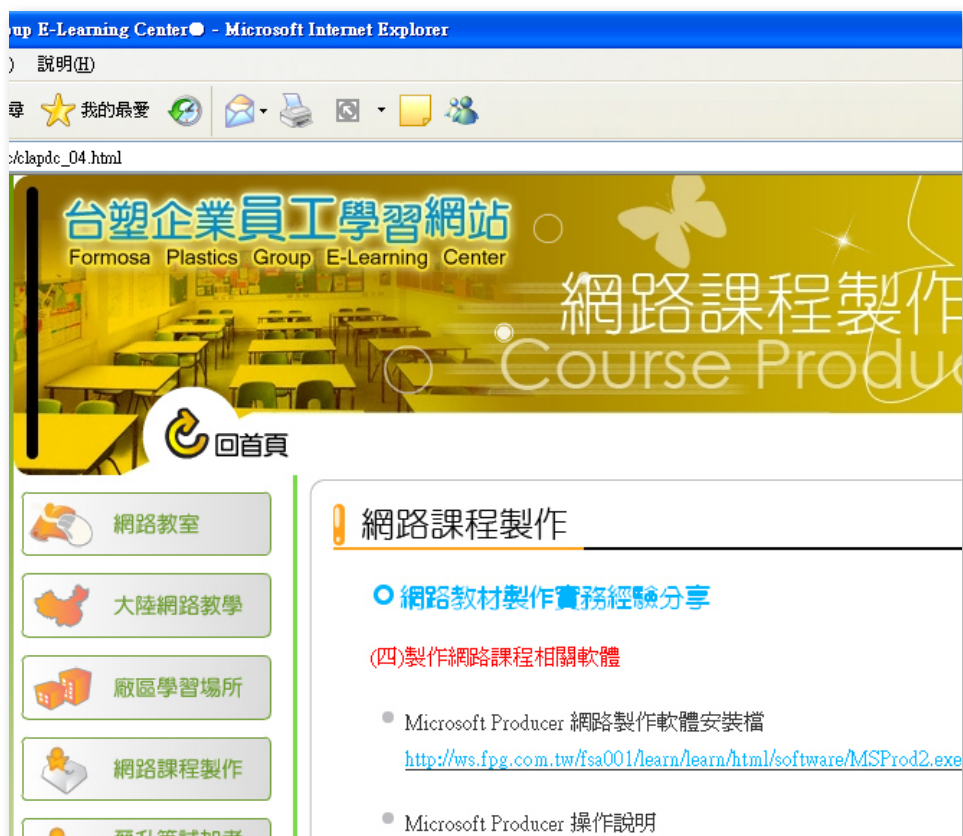 up E-Learning Center● - Microsoft Internet Explorer
) 說明(H)
尋 我的最愛
c/clapdc_04.html
台塑企業員工學習網站
Formosa Plastics Group E-Learning Center
網路課程製作
Course Produc
回首頁
網路教室
網路課程製作
網路教材製作實務經驗分享
大陸網路教學
(四)製作網路課程相關軟體
廠區學習場所
Microsoft Producer 網路製作軟體安裝檔
http://ws.fpg.com.tw/fsa001/learn/learn/html/software/MSProd2.exe
網路課程製作
Microsoft Producer 操作說明